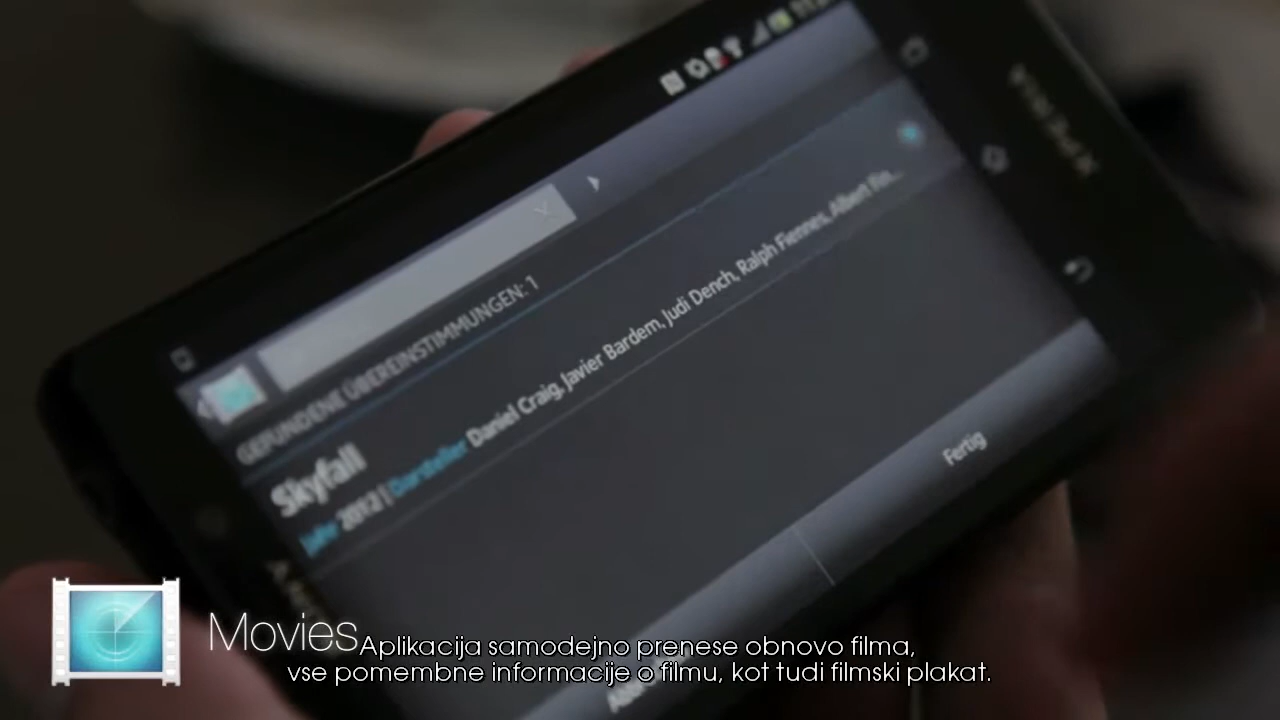 XPERIA
GEFUNDENE ÜBEREINSTIMMUNGEN: 1
Skyfall
Jahr 2012 | Darsteller Daniel Craig, Javier Bardem, Judi Dench, Ralph Fiennes, Albert Fin...
Fertig
Movies
Aplikacija samodejno prenese obnovo filma,
vse pomembne informacije o filmu, kot tudi filmski plakat.